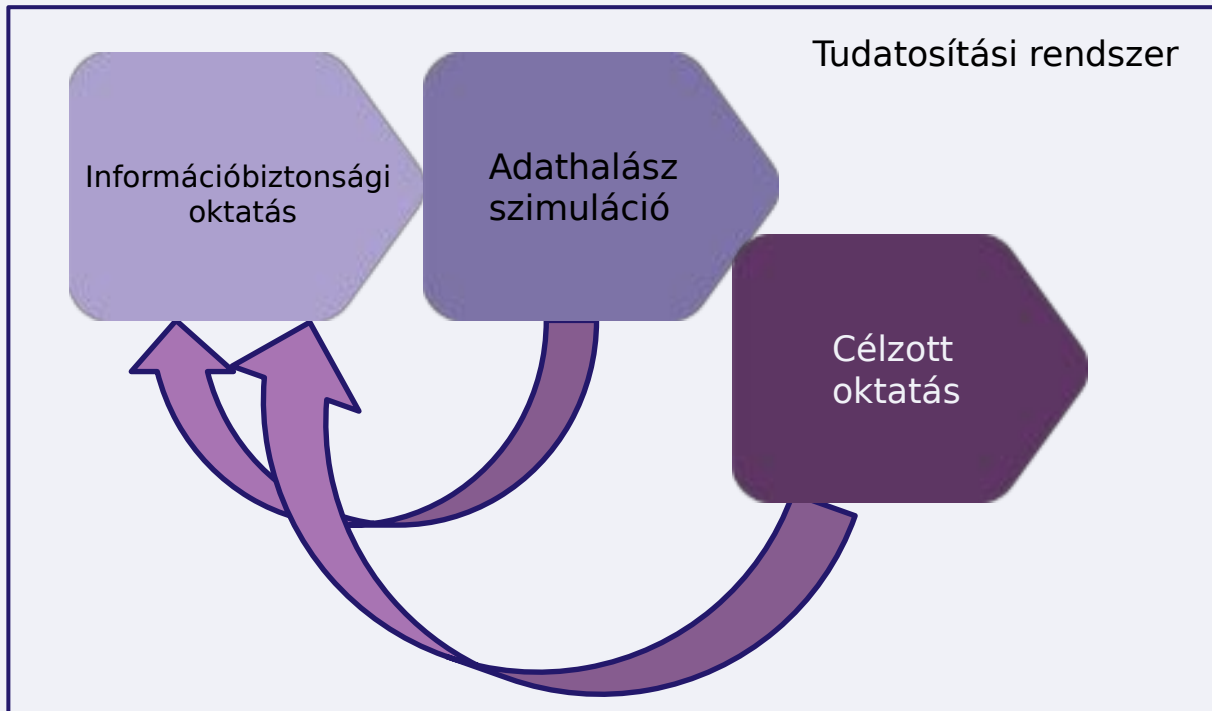 Tudatosítási rendszer
Információbiztonsági
oktatás
Adathalász
szimuláció
Célzott
oktatás